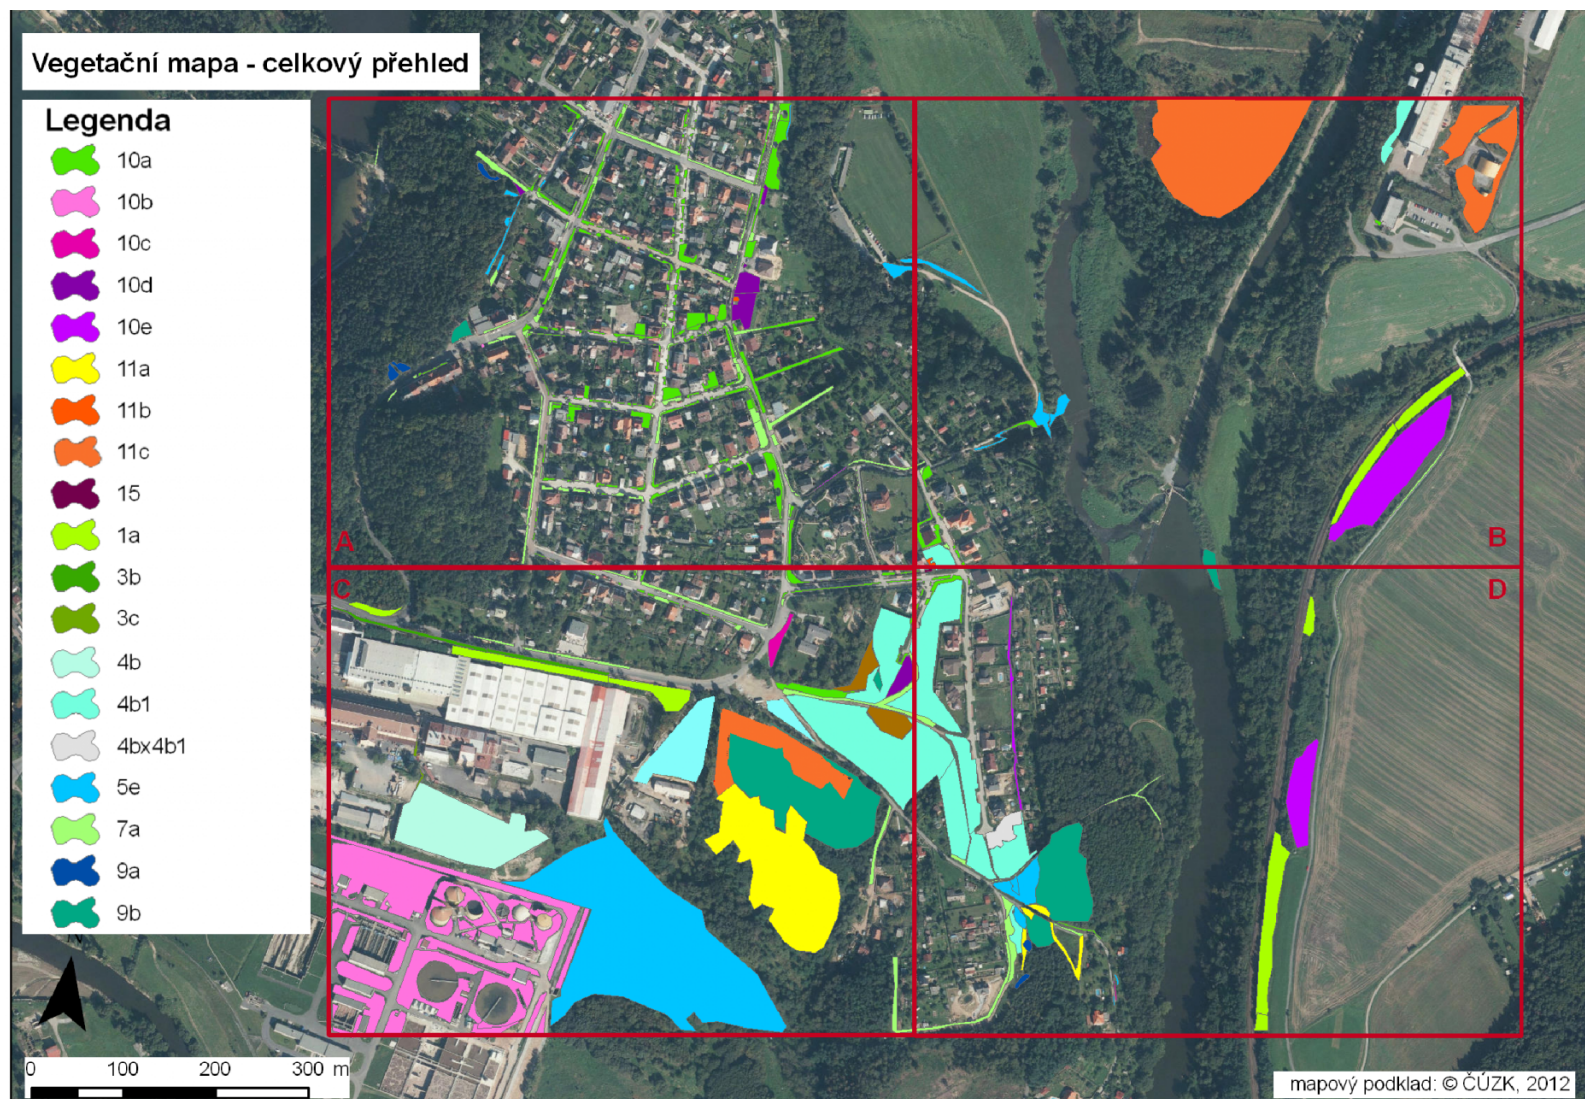 Vegetační mapa - celkový přehled
Legenda
10a
10b
10c
10d
10e
11a
11b
11c
15
1a
3b
3c
4b
4b1
4bx4b1
5e
7a
9a
9b
A
B
C
D
N
0 100 200 300 m
mapový podklad: © ČÚZK, 2012